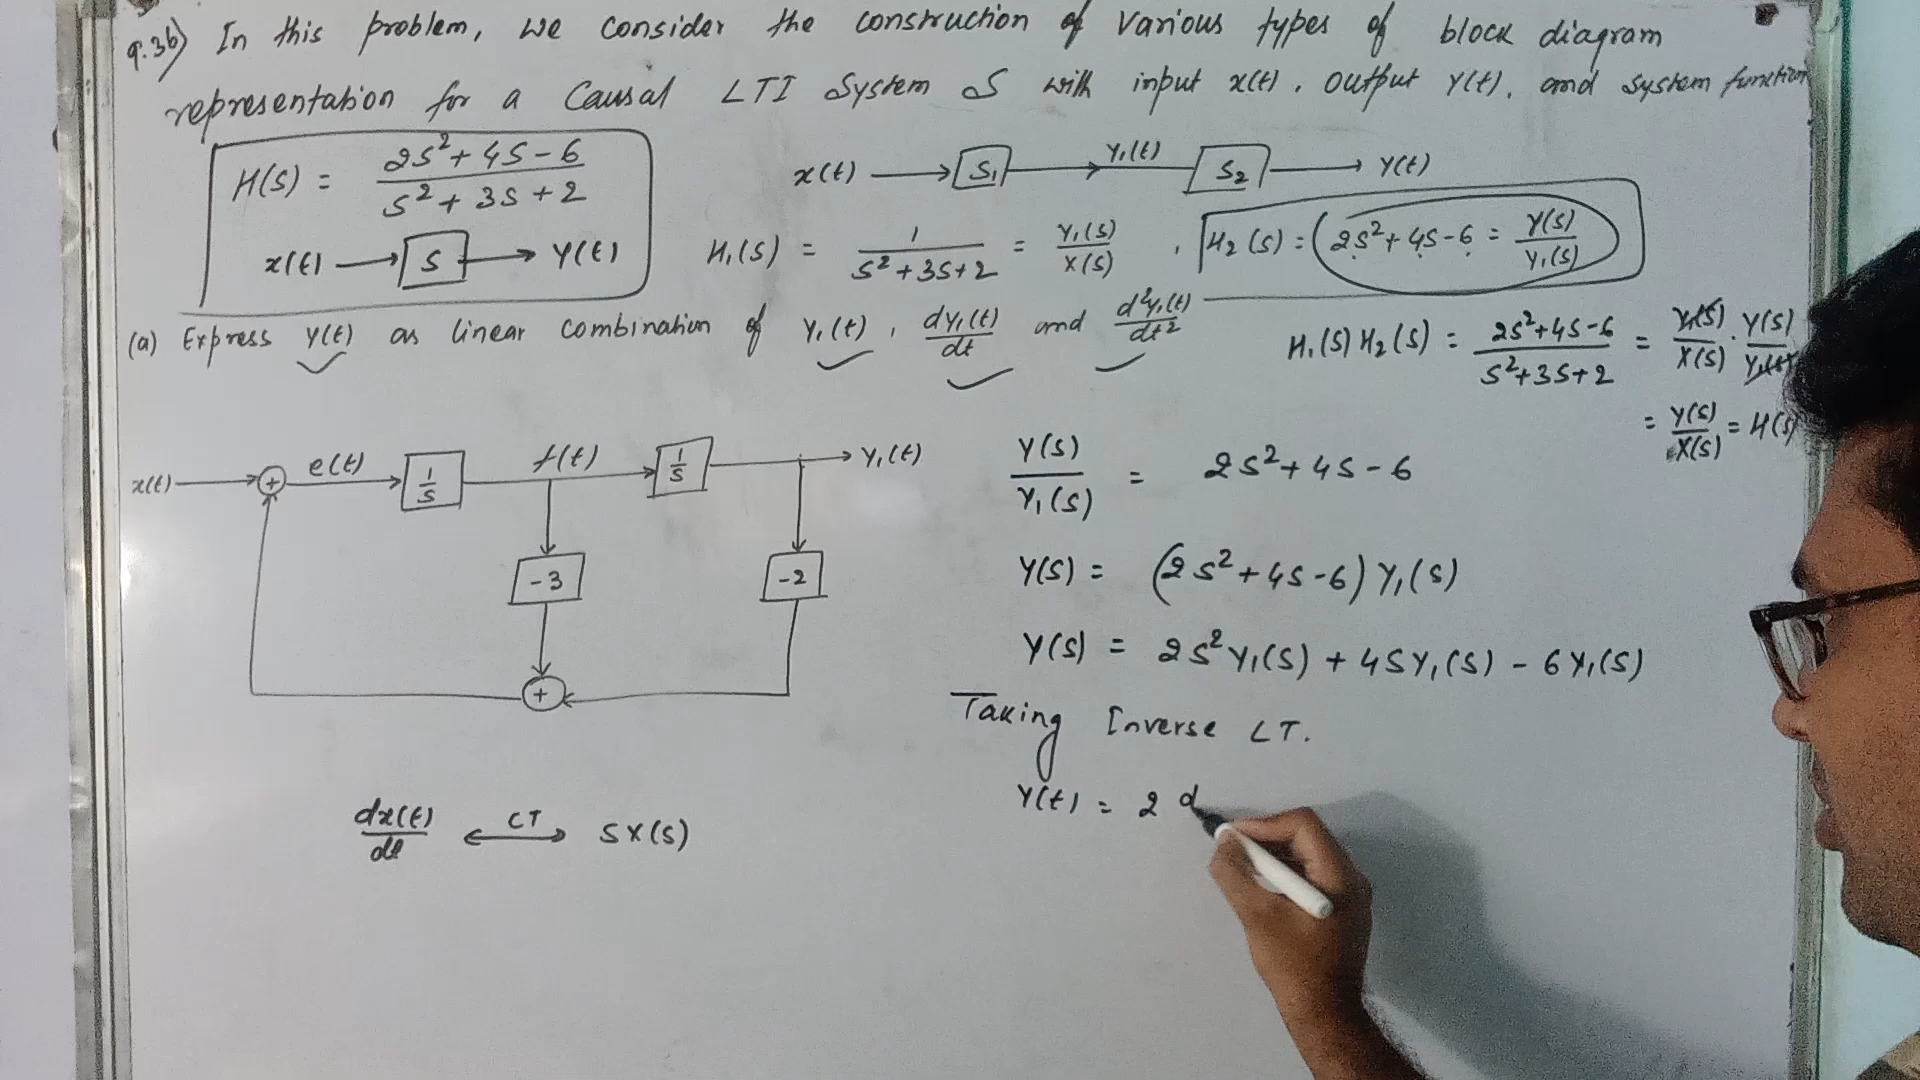 9.36) In this problem, we consider the construction of various types of block diagram
representation for a Causal LTI System S with input x(t), output Y(t), and system function
H(S) = 2S²+4S-6 / S²+3S+2
x(t) → S → Y(t)
x(t) → S₁ → Y₁(t) → S₂ → Y(t)
H₁(S) = 1 / S²+3S+2 = Y₁(S) / X(S) , H₂(S) = 2S²+4S-6 = Y(S) / Y₁(S)
(a) Express Y(t) as linear combination of Y₁(t), dY₁(t)/dt and d²Y₁(t)/dt²
H₁(S) H₂(S) = 2S²+4S-6 / S²+3S+2 = Y₁(S)/X(S) · Y(S)/Y₁(S)
= Y(S)/X(S) = H(S)
x(t) + e(t) 1/S f(t) 1/S Y₁(t)
-3 -2
+
dx(t)/dt ⟷ LT SX(S)
Y(S) / Y₁(S) = 2S²+4S-6
Y(S) = (2S²+4S-6) Y₁(S)
Y(S) = 2S²Y₁(S) + 4SY₁(S) - 6Y₁(S)
Taking Inverse LT.
Y(t) = 2 d